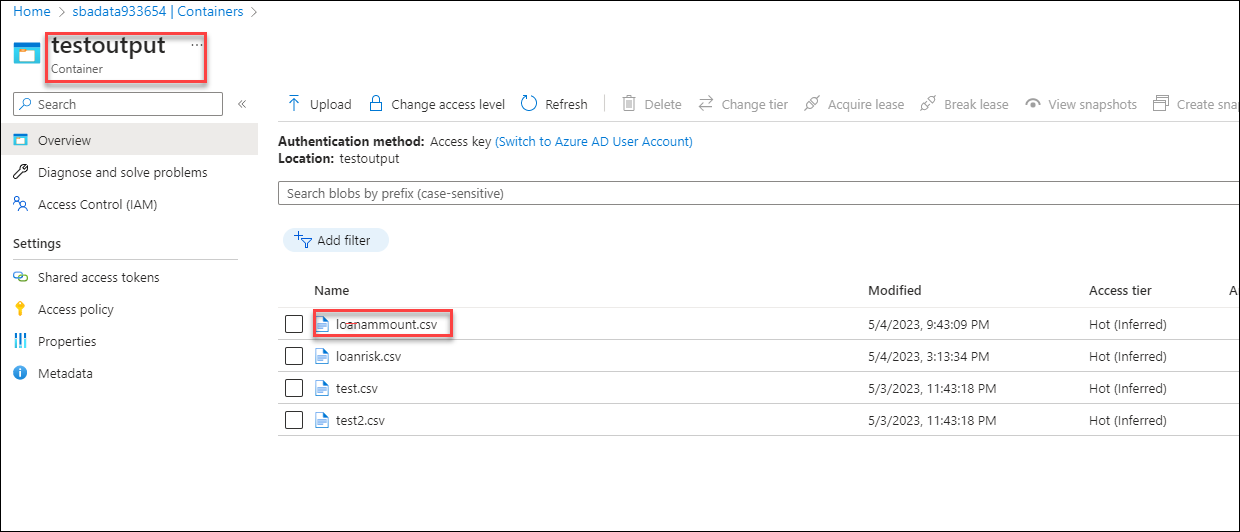 Home > sbadata933654 | Containers >
testoutput ...
Container
Search «
Upload Change access level Refresh Delete Change tier Acquire lease Break lease View snapshots Create sna
Overview
Diagnose and solve problems
Access Control (IAM)
Settings
Shared access tokens
Access policy
Properties
Metadata
Authentication method: Access key (Switch to Azure AD User Account)
Location: testoutput
Search blobs by prefix (case-sensitive)
Add filter
Name Modified Access tier A
loanammount.csv 5/4/2023, 9:43:09 PM Hot (Inferred)
loanrisk.csv 5/4/2023, 3:13:34 PM Hot (Inferred)
test.csv 5/3/2023, 11:43:18 PM Hot (Inferred)
test2.csv 5/3/2023, 11:43:18 PM Hot (Inferred)